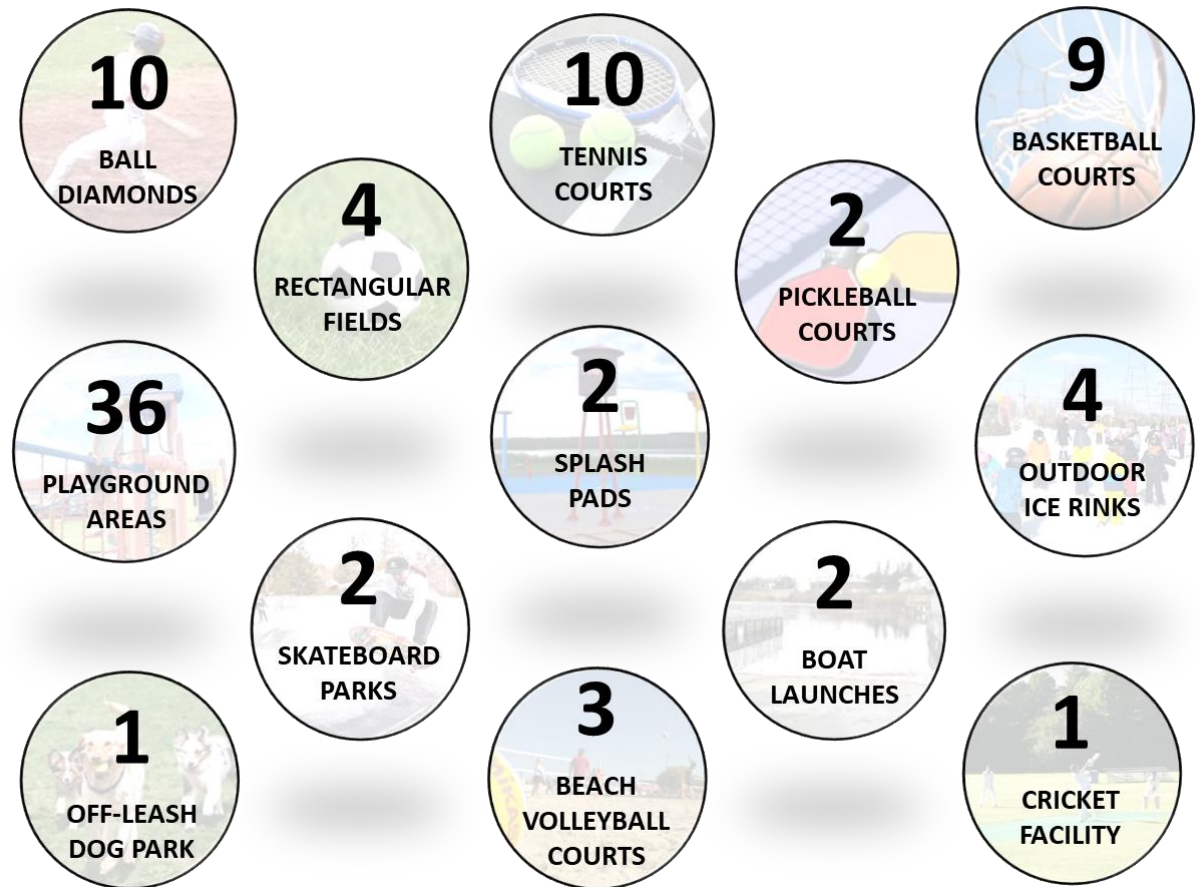 10
BALL
DIAMONDS
10
TENNIS
COURTS
9
BASKETBALL
COURTS
4
RECTANGULAR
FIELDS
2
PICKLEBALL
COURTS
36
PLAYGROUND
AREAS
2
SPLASH
PADS
4
OUTDOOR
ICE RINKS
2
SKATEBOARD
PARKS
2
BOAT
LAUNCHES
1
OFF-LEASH
DOG PARK
3
BEACH
VOLLEYBALL
COURTS
1
CRICKET
FACILITY